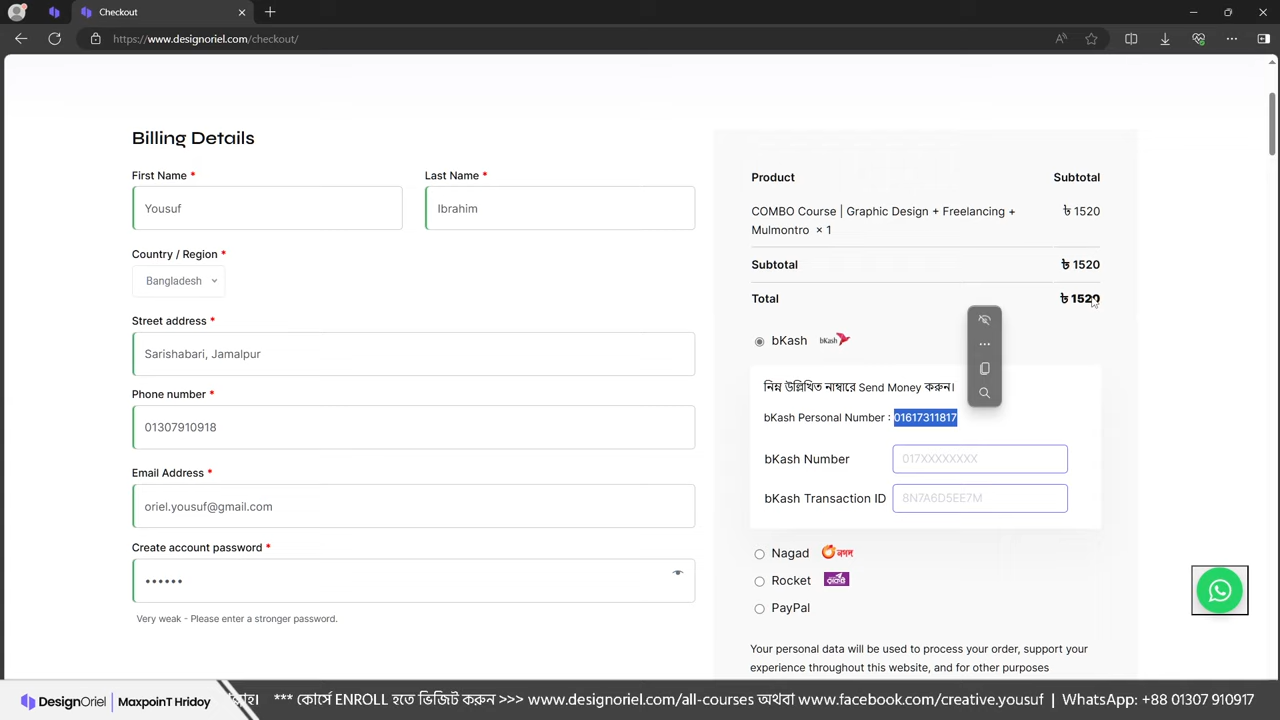 Checkout
https://www.designoriel.com/checkout/
Billing Details
First Name *
Last Name *
Yousuf
Ibrahim
Country / Region *
Bangladesh
Street address *
Sarishabari, Jamalpur
Phone number *
01307910918
Email Address *
oriel.yousuf@gmail.com
Create account password *
••••••
Very weak - Please enter a stronger password.
Product Subtotal
COMBO Course | Graphic Design + Freelancing + ৳ 1520
Mulmontro × 1
Subtotal ৳ 1520
Total ৳ 1520
bKash bKash
নিম্ন উল্লিখিত নাম্বারে Send Money করুন।
bKash Personal Number : 01617311817
bKash Number 017XXXXXXXX
bKash Transaction ID 8N7A6D5EE7M
Nagad নগদ
Rocket রকেট
PayPal
Your personal data will be used to process your order, support your
experience throughout this website, and for other purposes
DesignOriel | MaxpoinT Hridoy
*** কোর্সে ENROLL হতে ভিজিট করুন >>> www.designoriel.com/all-courses অথবা www.facebook.com/creative.yousuf | WhatsApp: +88 01307 910917